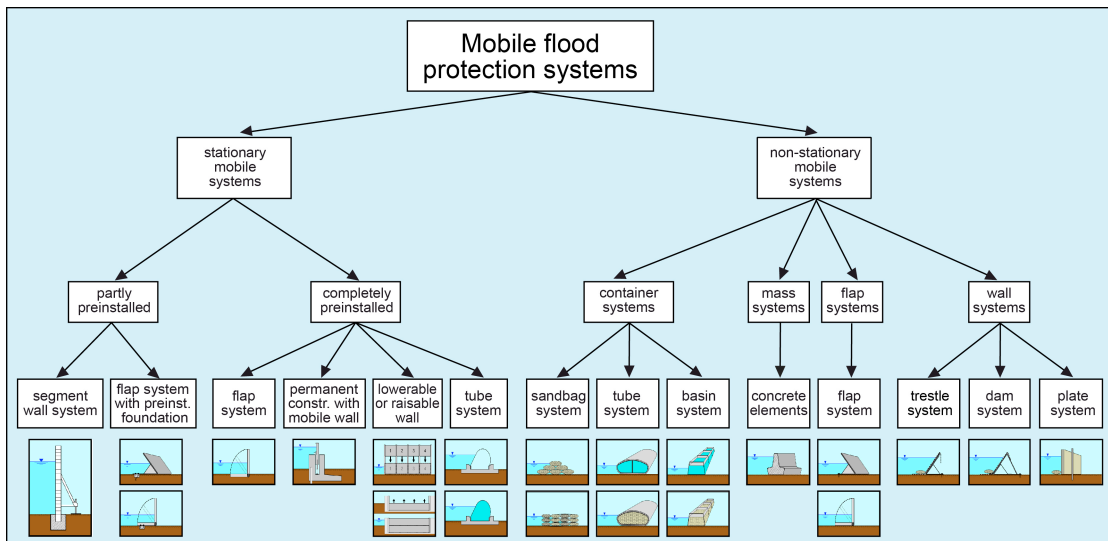 Mobile flood
protection systems
stationary
mobile
systems
non-stationary
mobile
systems
partly
preinstalled
completely
preinstalled
container
systems
mass
systems
flap
systems
wall
systems
segment
wall system
flap system
with preinst.
foundation
flap
system
permanent
constr. with
mobile wall
lowerable
or raisable
wall
tube
system
sandbag
system
tube
system
basin
system
concrete
elements
flap
system
trestle
system
dam
system
plate
system